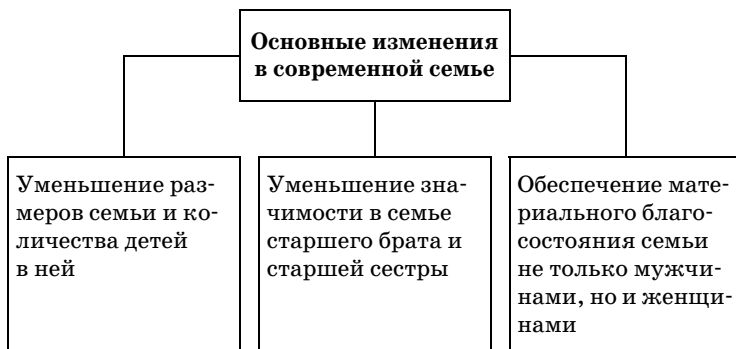 Основные изменения
в современной семье
Уменьшение раз-
меров семьи и ко-
личества детей
в ней
Уменьшение зна-
чимости в семье
старшего брата и
старшей сестры
Обеспечение мате-
риального благо-
состояния семьи
не только мужчи-
нами, но и женщи-
нами